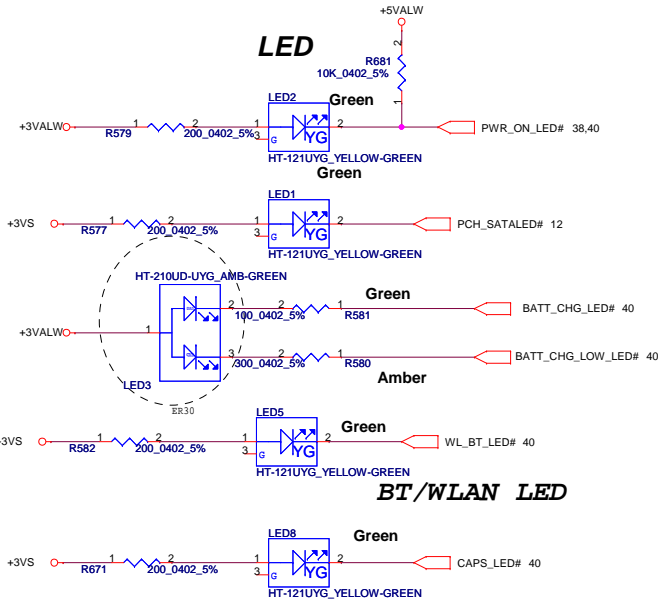 +5VALW
LED
2
R681
10K_0402_5%
1
LED2
Green
+3VALW
1
2
1
2
PWR_ON_LED# 38,40
R579
200_0402_5%
3
G
YG
HT-121UYG_YELLOW-GREEN
Green
LED1
+3VS
1
2
1
2
PCH_SATALED# 12
R577
200_0402_5%
3
G
YG
HT-121UYG_YELLOW-GREEN
HT-210UD-UYG_AMB-GREEN
Green
2
2
1
BATT_CHG_LED# 40
100_0402_5%
R581
+3VALW
1
3
2
1
BATT_CHG_LOW_LED# 40
300_0402_5%
R580
Amber
LED3
ER30
LED5
Green
+3VS
1
2
1
2
WL_BT_LED# 40
R582
200_0402_5%
3
G
YG
HT-121UYG_YELLOW-GREEN
BT/WLAN LED
LED8
Green
+3VS
1
2
1
2
CAPS_LED# 40
R671
200_0402_5%
3
G
YG
HT-121UYG_YELLOW-GREEN